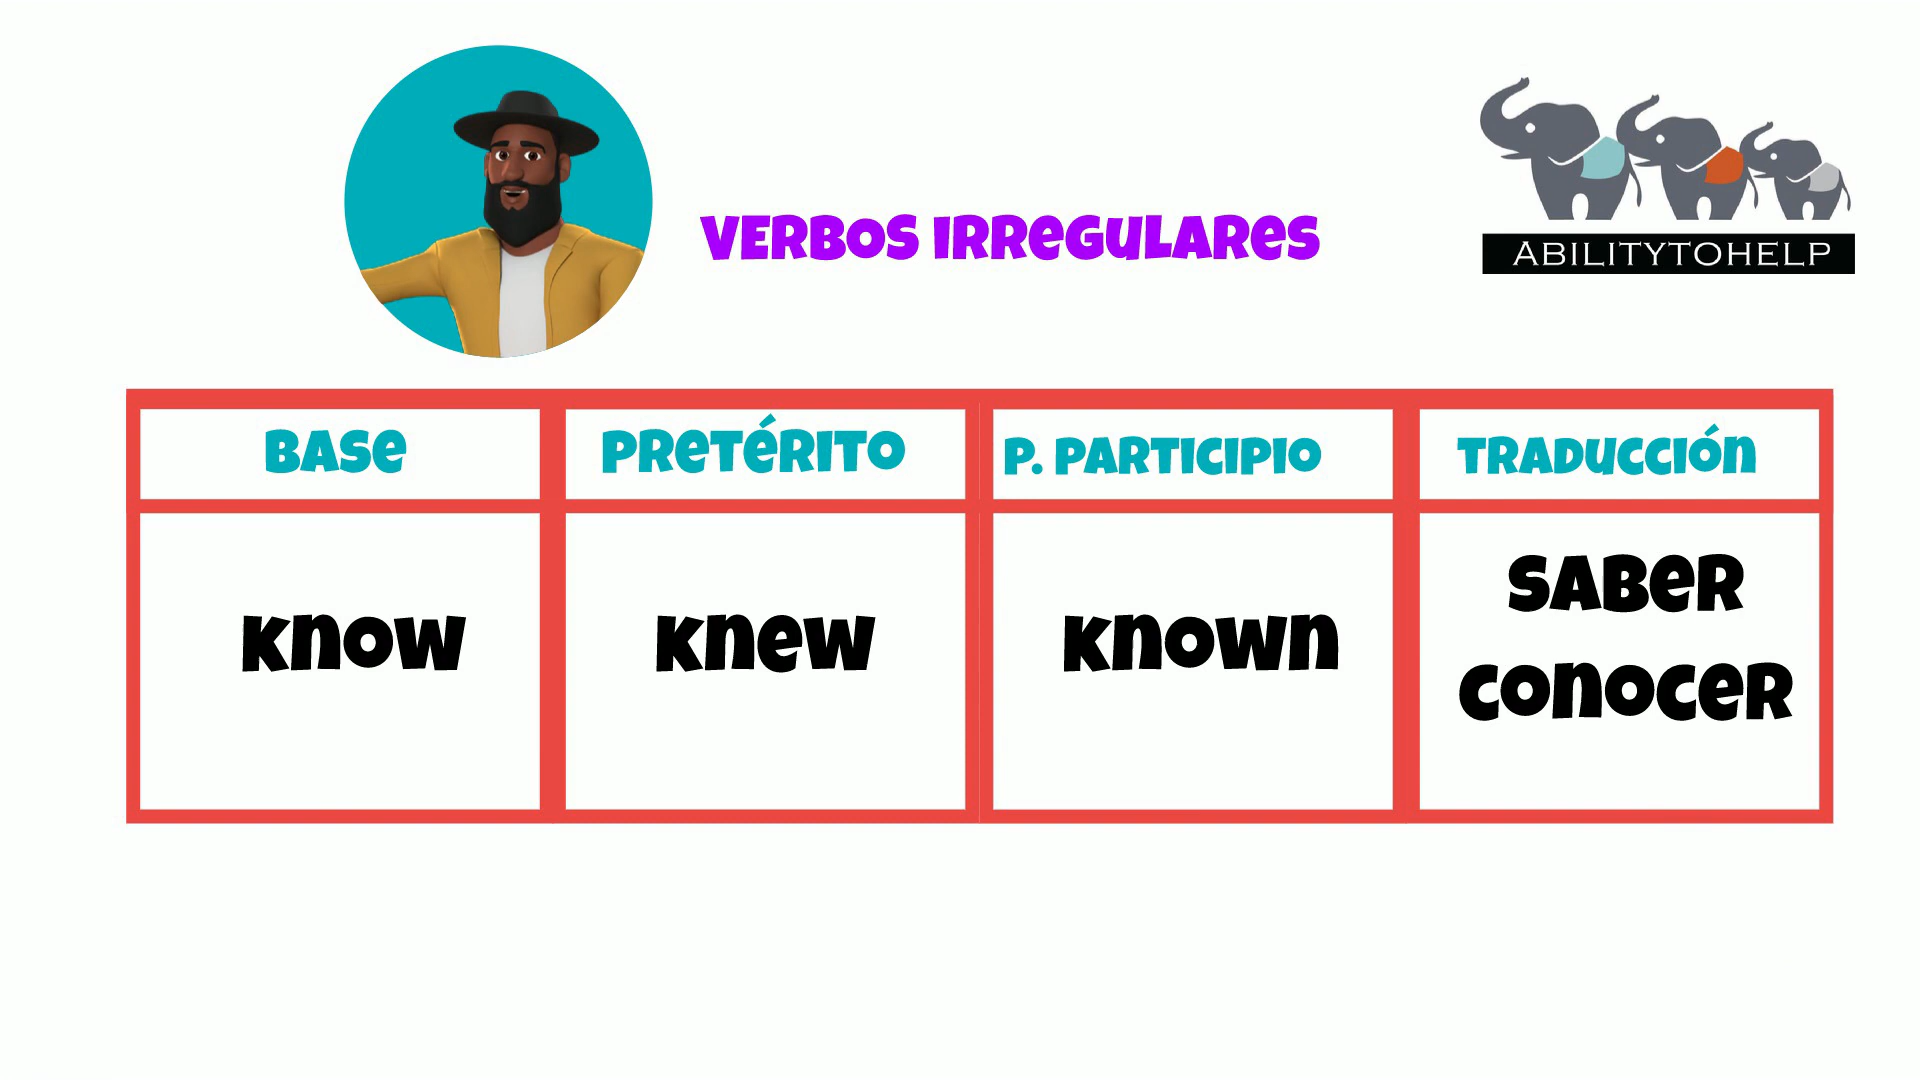 VERBOS IRREGULARES
ABILITYTOHELP
BASE PRETÉRITO P. PARTICIPIO TRADUCCIÓN
know knew known SABER
CONOCER